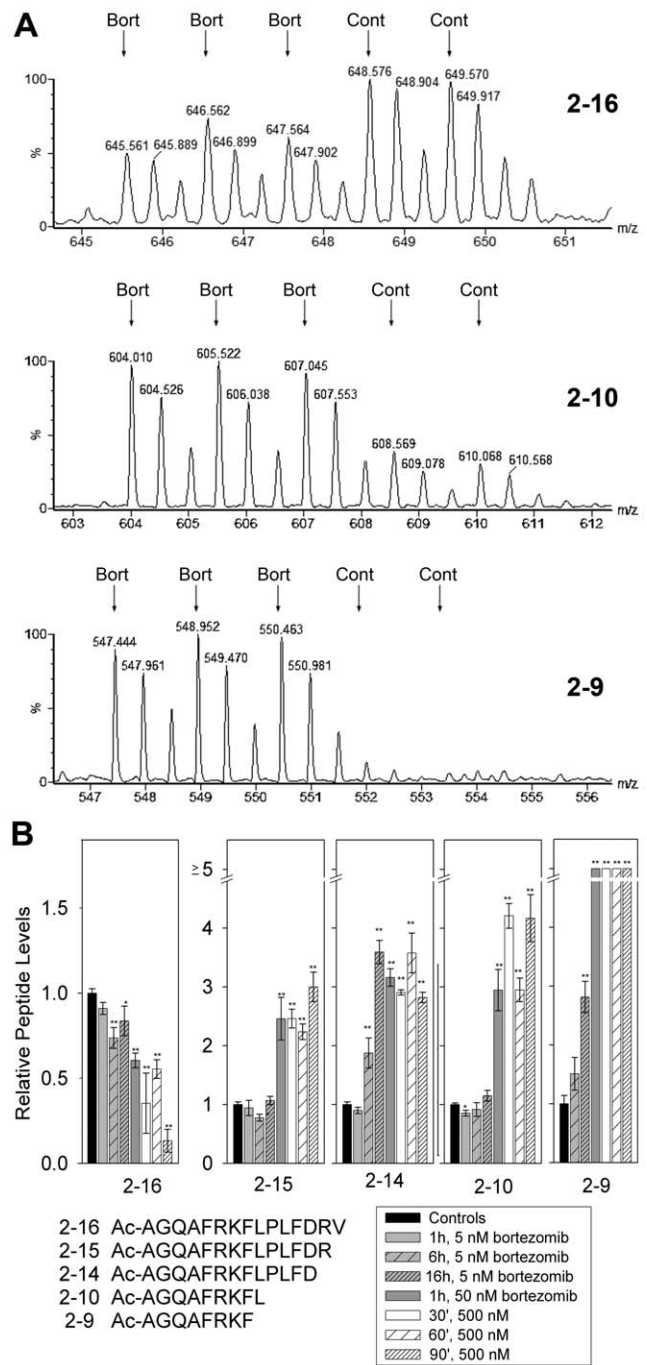 A
Bort Bort Bort Cont Cont
2-16
100
%
0
645.561 645.889 646.562 646.899 647.564 647.902 648.576 648.904 649.570 649.917
645 646 647 648 649 650 651 m/z
Bort Bort Bort Cont Cont
2-10
100
%
0
604.010 604.526 605.522 606.038 607.045 607.553 608.569 609.078 610.068 610.568
603 604 605 606 607 608 609 610 611 612 m/z
Bort Bort Bort Cont Cont
2-9
100
%
0
547.444 547.961 548.952 549.470 550.463 550.981
547 548 549 550 551 552 553 554 555 556 m/z
B
Relative Peptide Levels
1.5
1.0
0.5
0.0
≥ 5
4
3
2
1
0
2-16 2-15 2-14 2-10 2-9
2-16 Ac-AGQAFRKFLPLFDRV
2-15 Ac-AGQAFRKFLPLFDR
2-14 Ac-AGQAFRKFLPLFD
2-10 Ac-AGQAFRKFL
2-9 Ac-AGQAFRKF
Controls
1h, 5 nM bortezomib
6h, 5 nM bortezomib
16h, 5 nM bortezomib
1h, 50 nM bortezomib
30', 500 nM
60', 500 nM
90', 500 nM